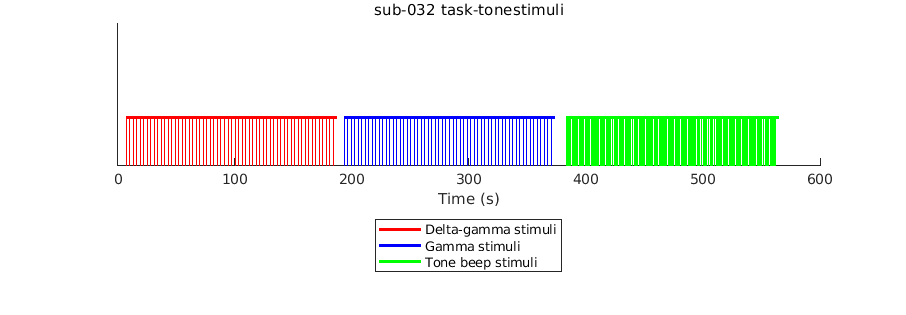 sub-032 task-tonestimuli
0 100 200 300 400 500 600
Time (s)
Delta-gamma stimuli
Gamma stimuli
Tone beep stimuli